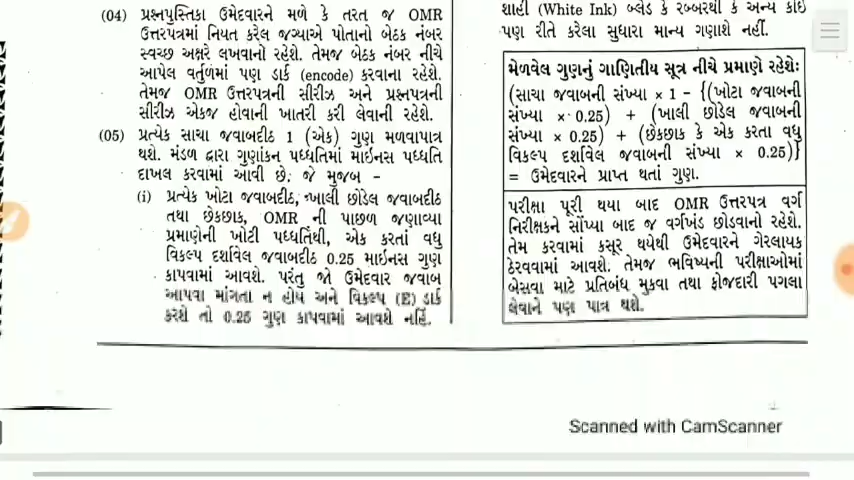 (04) પ્રશ્નપુસ્તિકા ઉમેદવારને મળે કે તરત જ OMR
ઉત્તરપત્રમાં નિયત કરેલ જગ્યાએ પોતાનો બેઠક નંબર
સ્વચ્છ અક્ષરે લખવાનો રહેશે. તેમજ બેઠક નંબર નીચે
આપેલ વર્તુળમાં પણ ડાર્ક (encode) કરવાના રહેશે.
તેમજ OMR ઉત્તરપત્રની સીરીઝ અને પ્રશ્નપત્રની
સીરીઝ એકજ હોવાની ખાતરી કરી લેવાની રહેશે.
(05) પ્રત્યેક સાચા જવાબદીઠ 1 (એક) ગુણ મળવાપાત્ર
થશે. મંડળ દ્વારા ગુણાંકન પધ્ધતિમાં માઇનસ પધ્ધતિ
દાખલ કરવામાં આવી છે. જે મુજબ -
(i) પ્રત્યેક ખોટા જવાબદીઠ, ખાલી છોડેલ જવાબદીઠ
તથા છેકછાક, OMR ની પાછળ જણાવ્યા
પ્રમાણેની ખોટી પધ્ધતિથી, એક કરતાં વધુ
વિકલ્પ દર્શાવેલ જવાબદીઠ 0.25 માઇનસ ગુણ
કાપવામાં આવશે. પરંતુ જો ઉમેદવાર જવાબ
આપવા માંગતા ન હોય અને વિકલ્પ (E) ડાર્ક
કરશે તો 0.25 ગુણ કાપવામાં આવશે નહિં.
શાહી (White Ink) બ્લેડ કે રબ્બરથી કે અન્ય કોઇ
પણ રીતે કરેલા સુધારા માન્ય ગણાશે નહીં.
મેળવેલ ગુણનું ગાણિતીય સૂત્ર નીચે પ્રમાણે રહેશેઃ
(સાચા જવાબની સંખ્યા × 1 - {(ખોટા જવાબની
સંખ્યા × 0.25) + (ખાલી છોડેલ જવાબની
સંખ્યા × 0.25) + (છેકછાક કે એક કરતા વધુ
વિકલ્પ દર્શાવેલ જવાબની સંખ્યા × 0.25)}
= ઉમેદવારને પ્રાપ્ત થતાં ગુણ.
પરીક્ષા પૂરી થયા બાદ OMR ઉત્તરપત્ર વર્ગ
નિરીક્ષકને સોંપ્યા બાદ જ વર્ગખંડ છોડવાનો રહેશે.
તેમ કરવામાં કસૂર થયેથી ઉમેદવારને ગેરલાયક
ઠેરવવામાં આવશે. તેમજ ભવિષ્યની પરીક્ષાઓમાં
બેસવા માટે પ્રતિબંધ મુકવા તથા ફોજદારી પગલા
લેવાને પણ પાત્ર થશે.
Scanned with CamScanner